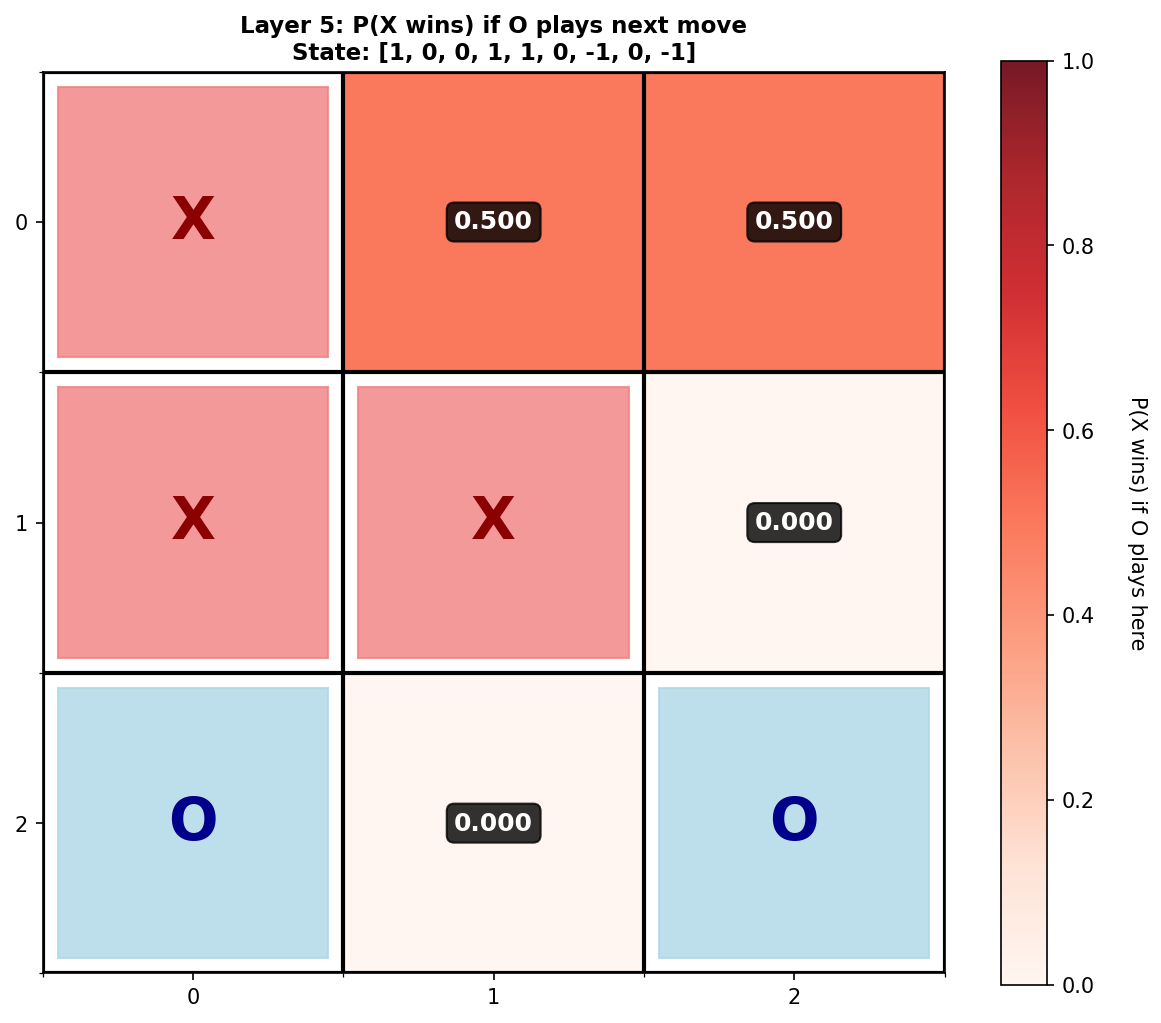 Layer 5: P(X wins) if O plays next move
State: [1, 0, 0, 1, 1, 0, -1, 0, -1]
0
X
0.500
0.500
1
X
X
0.000
2
O
0.000
O
0
1
2
1.0
0.8
0.6
0.4
0.2
0.0
P(X wins) if O plays here